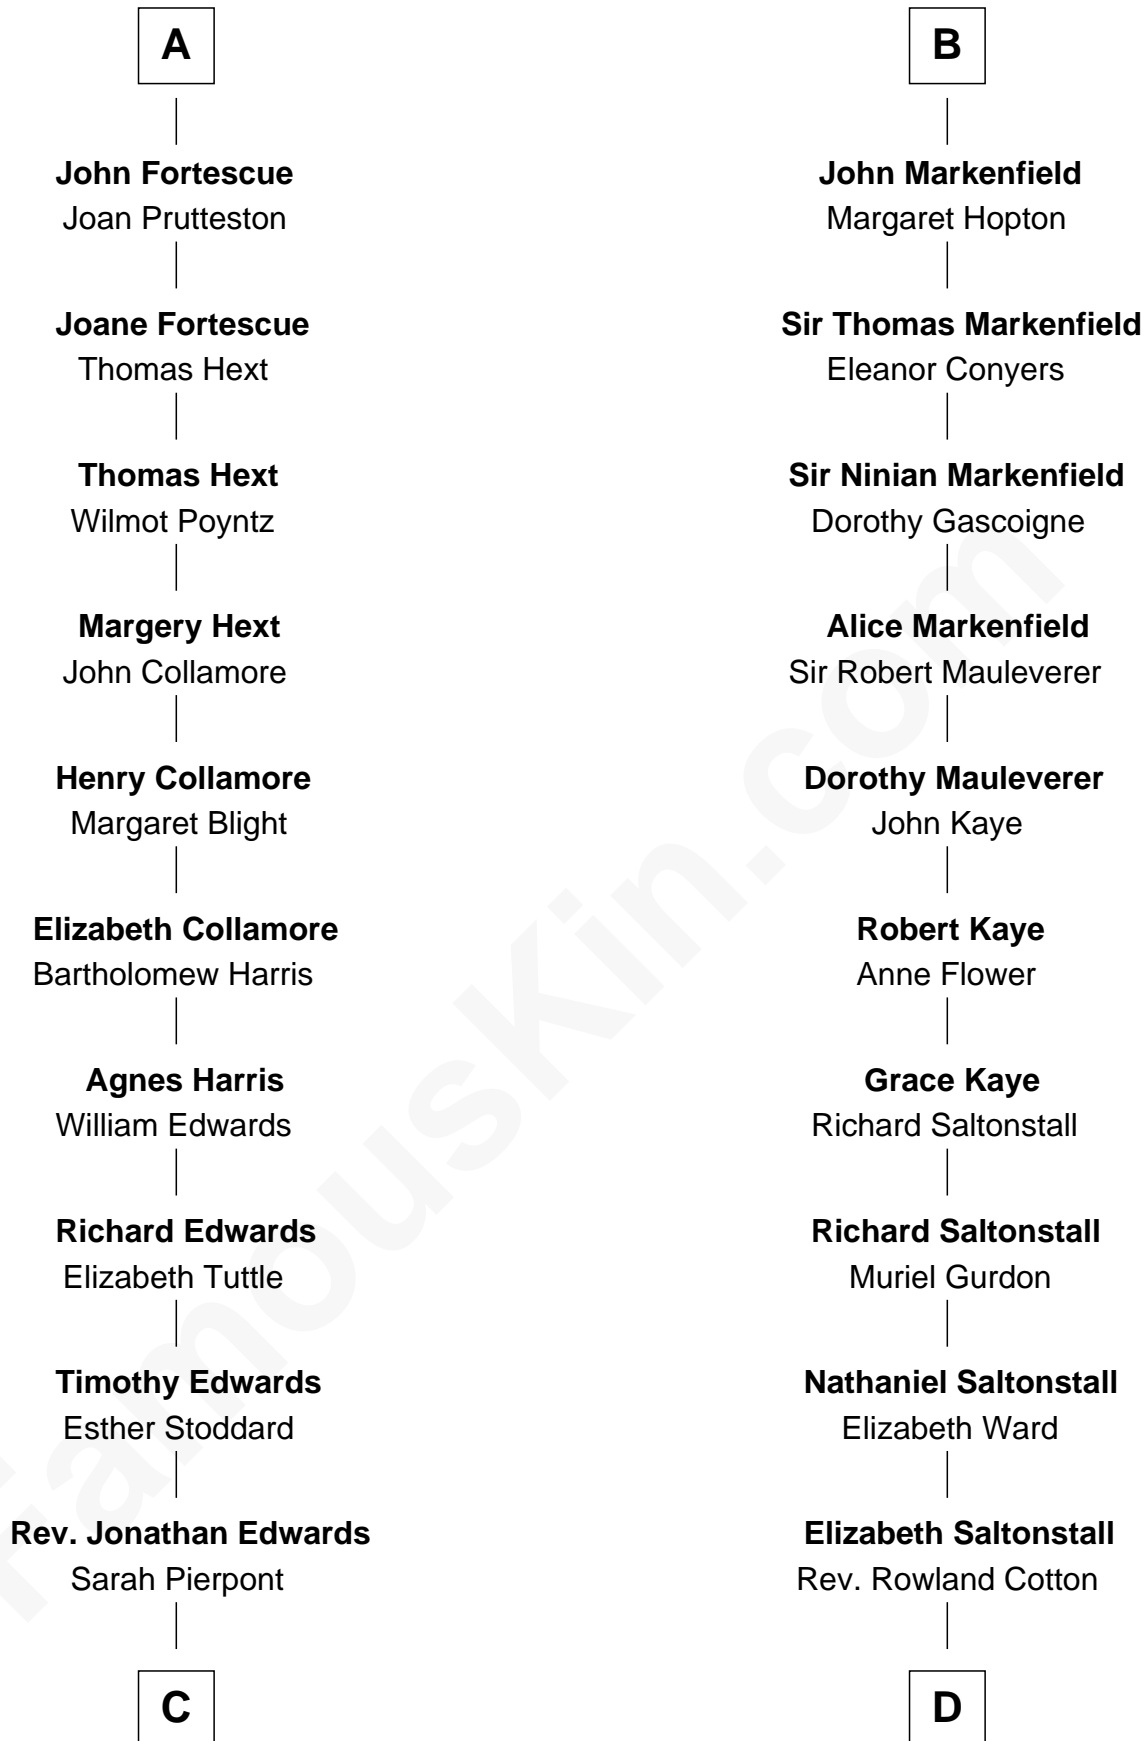 A
John Fortescue
Joan Prutteston
Joane Fortescue
Thomas Hext
Thomas Hext
Wilmot Poyntz
Margery Hext
John Collamore
Henry Collamore
Margaret Blight
Elizabeth Collamore
Bartholomew Harris
Agnes Harris
William Edwards
Richard Edwards
Elizabeth Tuttle
Timothy Edwards
Esther Stoddard
Rev. Jonathan Edwards
Sarah Pierpont
C
B
John Markenfield
Margaret Hopton
Sir Thomas Markenfield
Eleanor Conyers
Sir Ninian Markenfield
Dorothy Gascoigne
Alice Markenfield
Sir Robert Mauleverer
Dorothy Mauleverer
John Kaye
Robert Kaye
Anne Flower
Grace Kaye
Richard Saltonstall
Richard Saltonstall
Muriel Gurdon
Nathaniel Saltonstall
Elizabeth Ward
Elizabeth Saltonstall
Rev. Rowland Cotton
D
FamousKin.com